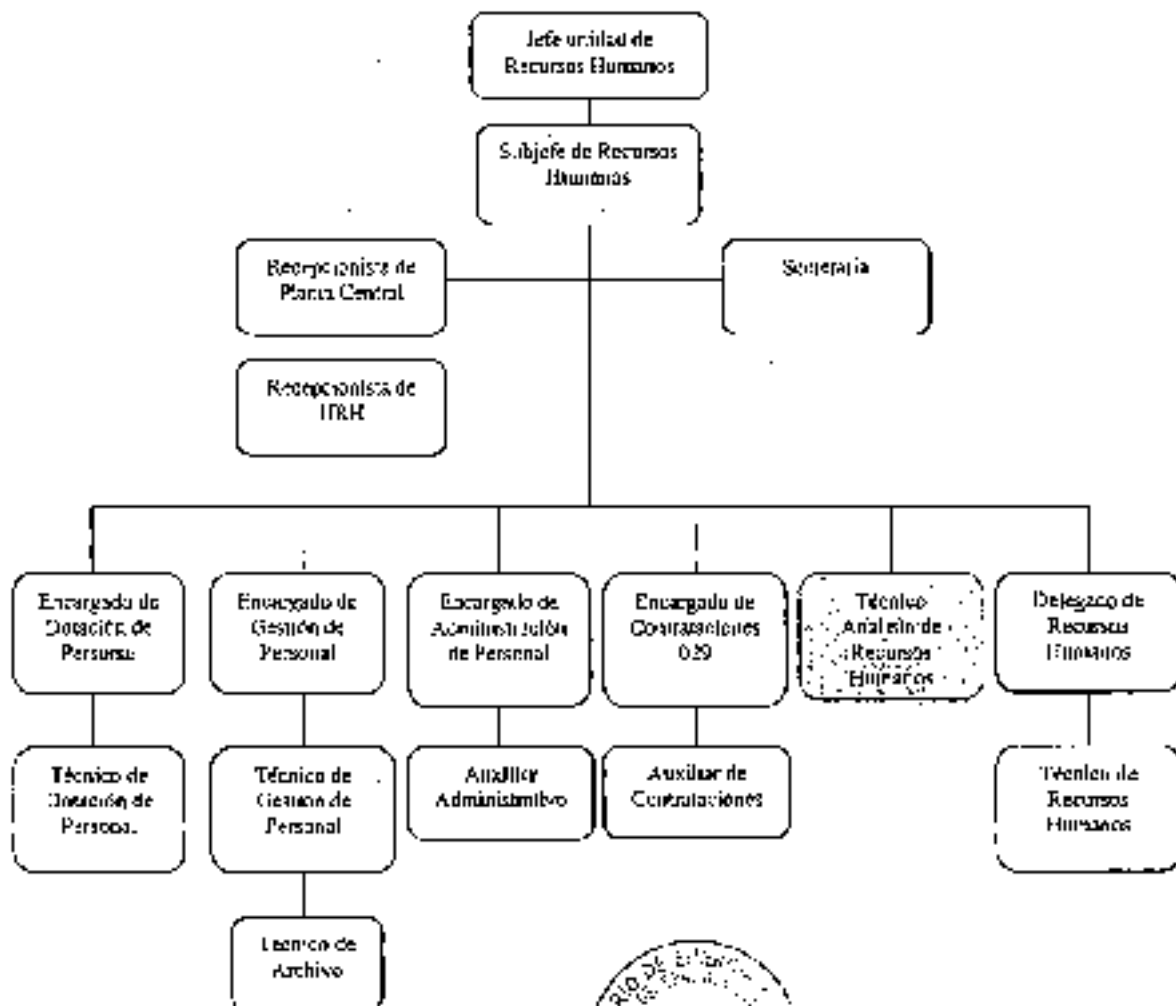 Jefe unidad de
Recursos Humanos
Subjefe de Recursos
Humanos
Recepcionista de
Planta Central
Secretaria
Recepcionista de
Encargado de
Dotación de
Personal
Encargado de
Gestión de
Personal
Encargado de
Administración
de Personal
Encargado de
Contrataciones
029
Técnico
Analista de
Recursos
Humanos
Delegado de
Recursos
Humanos
Técnico de
Dotación de
Personal
Técnico de
Gestión de
Personal
Auxiliar
Administrativo
Auxiliar de
Contrataciones
Técnico de
Recursos
Humanos
Técnico de
Archivo